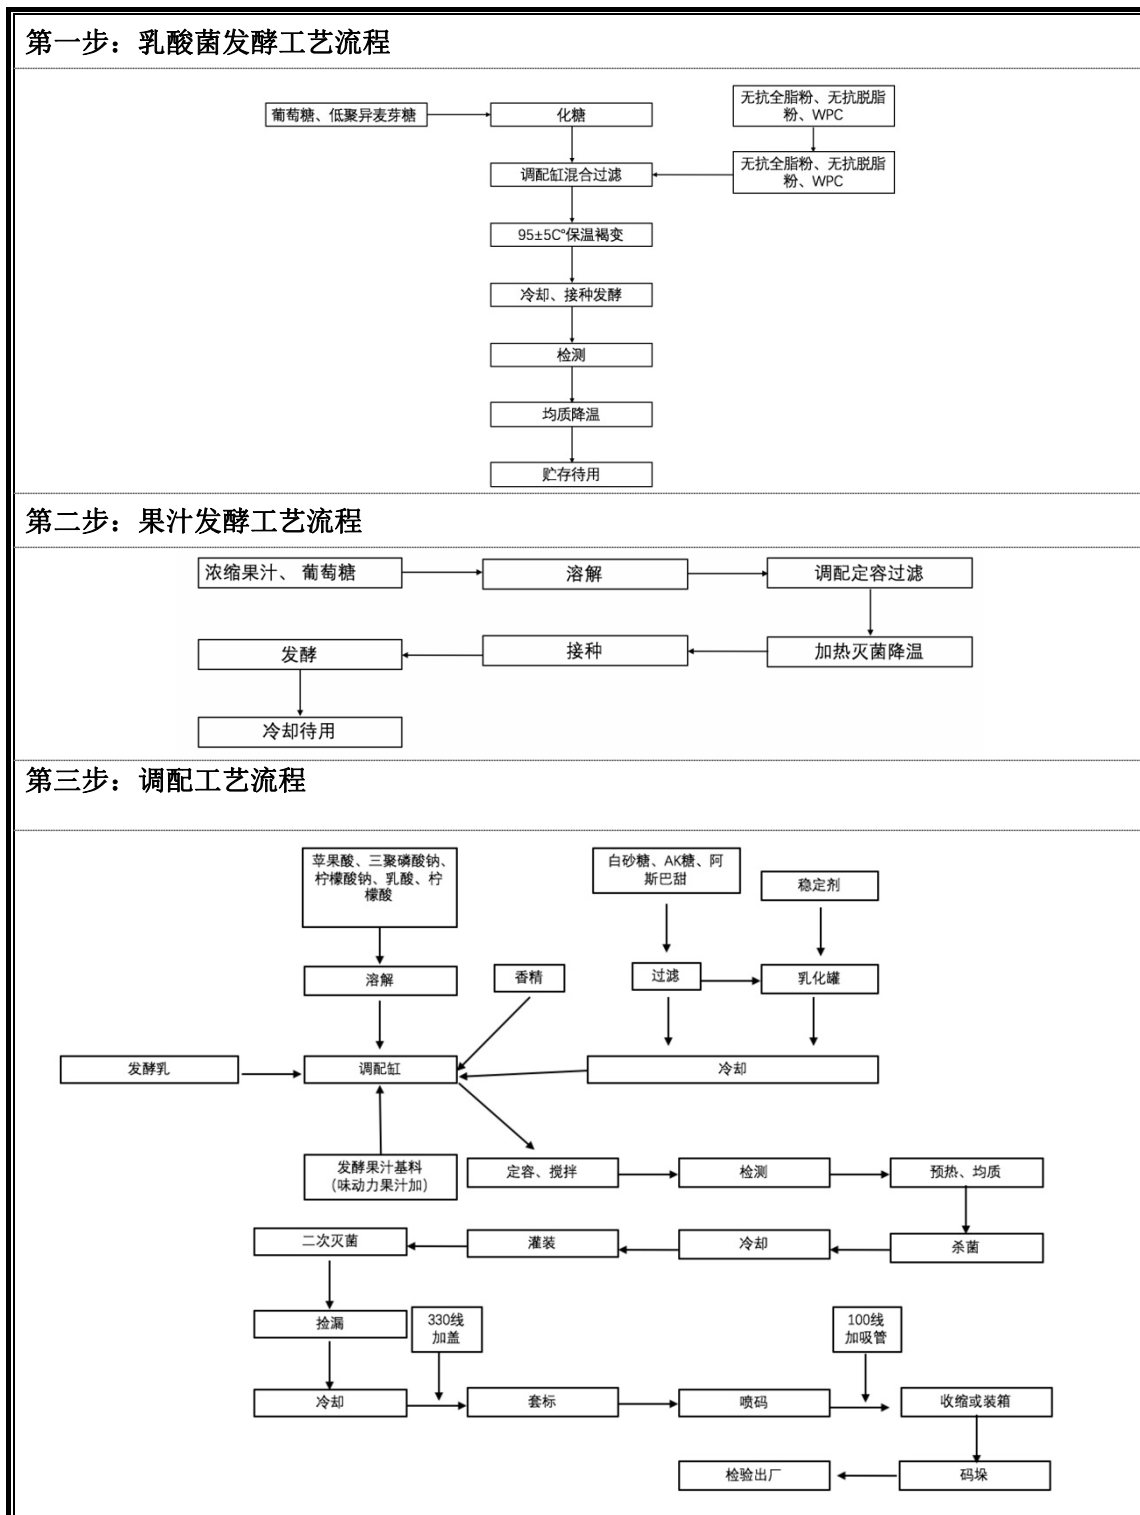 第一步：乳酸菌发酵工艺流程
葡萄糖、低聚异麦芽糖
化糖
无抗全脂粉、无抗脱脂
粉、WPC
调配缸混合过滤
无抗全脂粉、无抗脱脂
粉、WPC
95±5C°保温褐变
冷却、接种发酵
检测
均质降温
贮存待用
第二步：果汁发酵工艺流程
浓缩果汁、 葡萄糖
溶解
调配定容过滤
发酵
接种
加热灭菌降温
冷却待用
第三步：调配工艺流程
苹果酸、三聚磷酸钠、
柠檬酸钠、乳酸、柠
檬酸
白砂糖、AK糖、阿
斯巴甜
稳定剂
溶解
香精
过滤
乳化罐
发酵乳
调配缸
冷却
发酵果汁基料
（味动力果汁加）
定容、搅拌
检测
预热、均质
二次灭菌
灌装
冷却
杀菌
捡漏
330线
加盖
100线
加吸管
冷却
套标
喷码
收缩或装箱
检验出厂
码垛